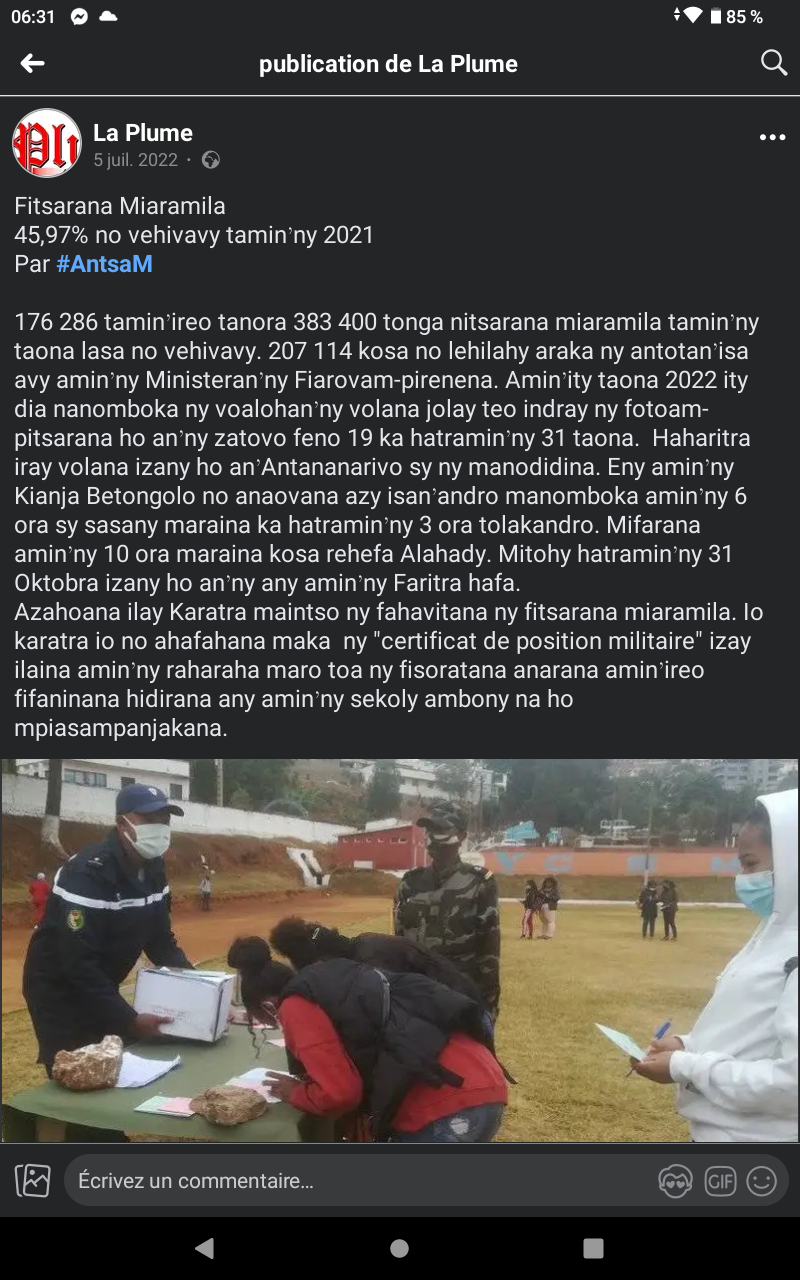 06:31
85 %
publication de La Plume
Plu
La Plume
5 juil. 2022 ·
Fitsarana Miaramila
45,97% no vehivavy tamin’ny 2021
Par #AntsaM
176 286 tamin’ireo tanora 383 400 tonga nitsarana miaramila tamin’ny
taona lasa no vehivavy. 207 114 kosa no lehilahy araka ny antotan’isa
avy amin’ny Ministeran’ny Fiarovam-pirenena. Amin’ity taona 2022 ity
dia nanomboka ny voalohan’ny volana jolay teo indray ny fotoam-
pitsarana ho an’ny zatovo feno 19 ka hatramin’ny 31 taona.  Haharitra
iray volana izany ho an’Antananarivo sy ny manodidina. Eny amin’ny
Kianja Betongolo no anaovana azy isan’andro manomboka amin’ny 6
ora sy sasany maraina ka hatramin’ny 3 ora tolakandro. Mifarana
amin’ny 10 ora maraina kosa rehefa Alahady. Mitohy hatramin’ny 31
Oktobra izany ho an’ny any amin’ny Faritra hafa.
Azahoana ilay Karatra maintso ny fahavitana ny fitsarana miaramila. Io
karatra io no ahafahana maka  ny "certificat de position militaire" izay
ilaina amin’ny raharaha maro toa ny fisoratana anarana amin’ireo
fifaninana hidirana any amin’ny sekoly ambony na ho
mpiasampanjakana.
Écrivez un commentaire...
GIF